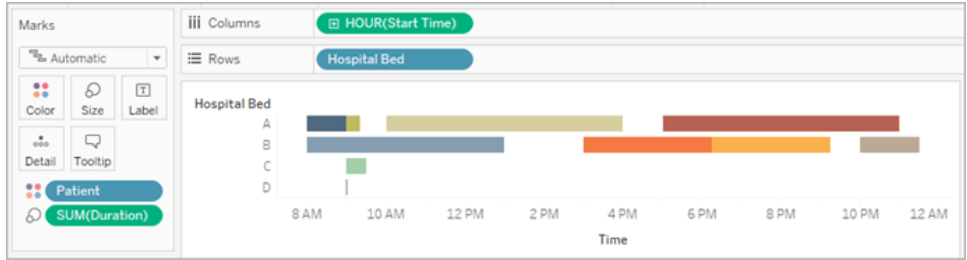 Marks
Automatic
Color Size Label
Detail Tooltip
Patient
SUM(Duration)
Columns HOUR(Start Time)
Rows Hospital Bed
Hospital Bed
A
B
C
D
8 AM 10 AM 12 PM 2 PM 4 PM 6 PM 8 PM 10 PM 12 AM
Time